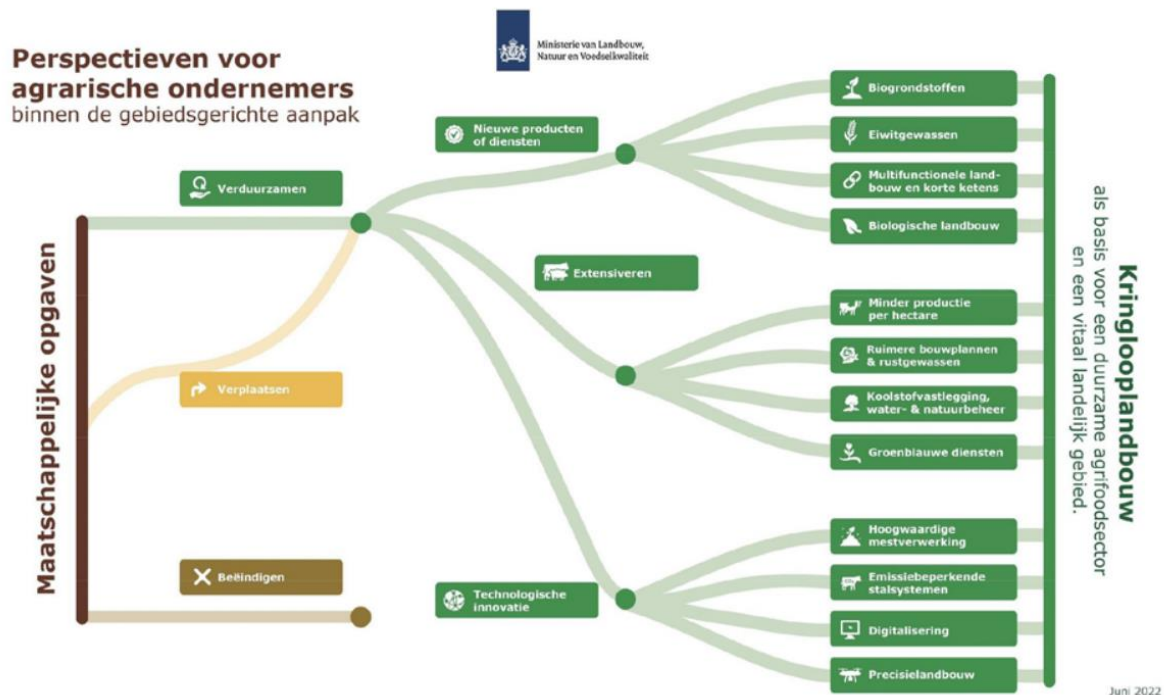 Perspectieven voor
agrarische ondernemers
binnen de gebiedsgerichte aanpak
Ministerie van Landbouw,
Natuur en Voedselkwaliteit
Maatschappelijke opgaven
Verduurzamen
Verplaatsen
Beëindigen
Nieuwe producten
of diensten
Extensiveren
Technologische
innovatie
Biogrondstoffen
Eiwitgewassen
Multifunctionele land-
bouw en korte ketens
Biologische landbouw
Minder productie
per hectare
Ruimere bouwplannen
& rustgewassen
Koolstofvastlegging,
water- & natuurbeheer
Groenblauwe diensten
Hoogwaardige
mestverwerking
Emissiebeperkende
stalsystemen
Digitalisering
Precisielandbouw
Kringlooplandbouw
als basis voor een duurzame agrifoodsector
en een vitaal landelijk gebied.
Juni 2022